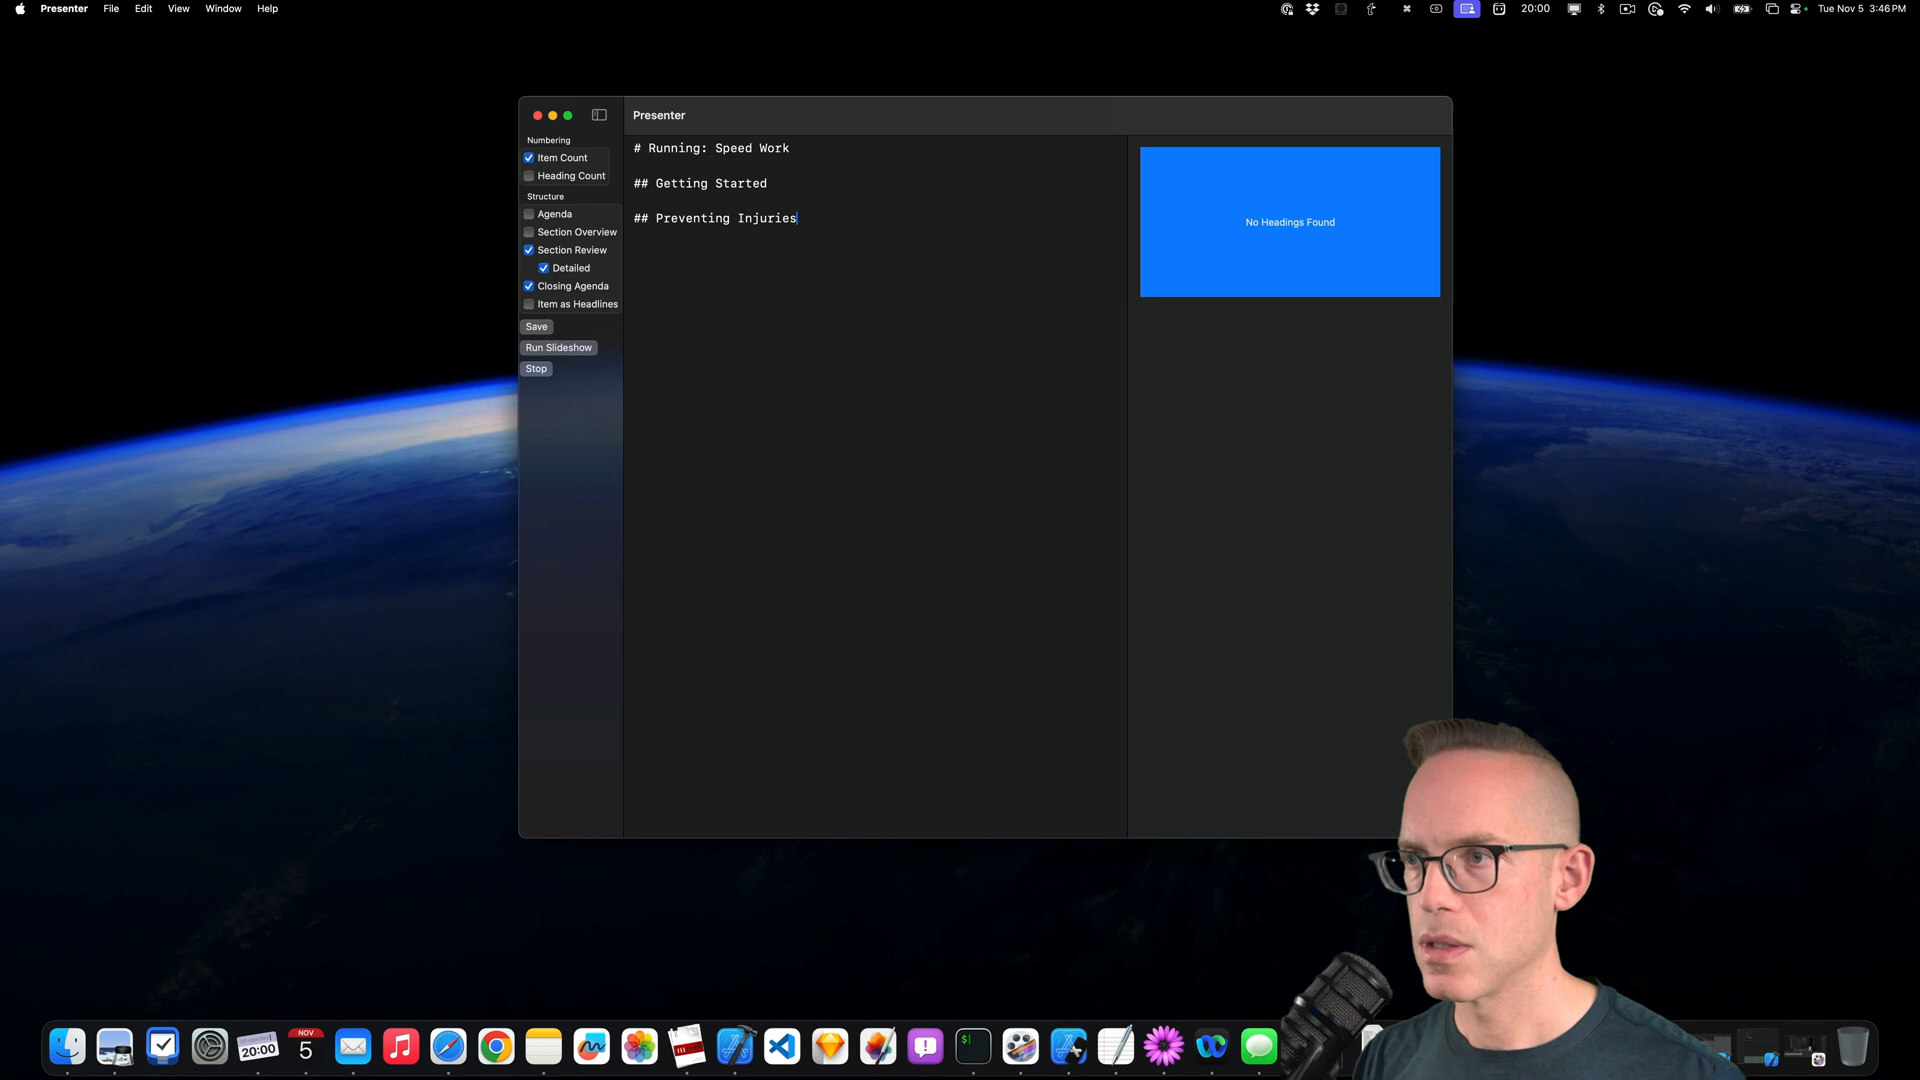 Presenter File Edit View Window Help
20:00 Tue Nov 5 3:46 PM
Presenter
Numbering
Item Count
Heading Count
Structure
Agenda
Section Overview
Section Review
Detailed
Closing Agenda
Item as Headlines
Save
Run Slideshow
Stop
# Running: Speed Work
## Getting Started
## Preventing Injuries
No Headings Found
20:00
NOV
5
$